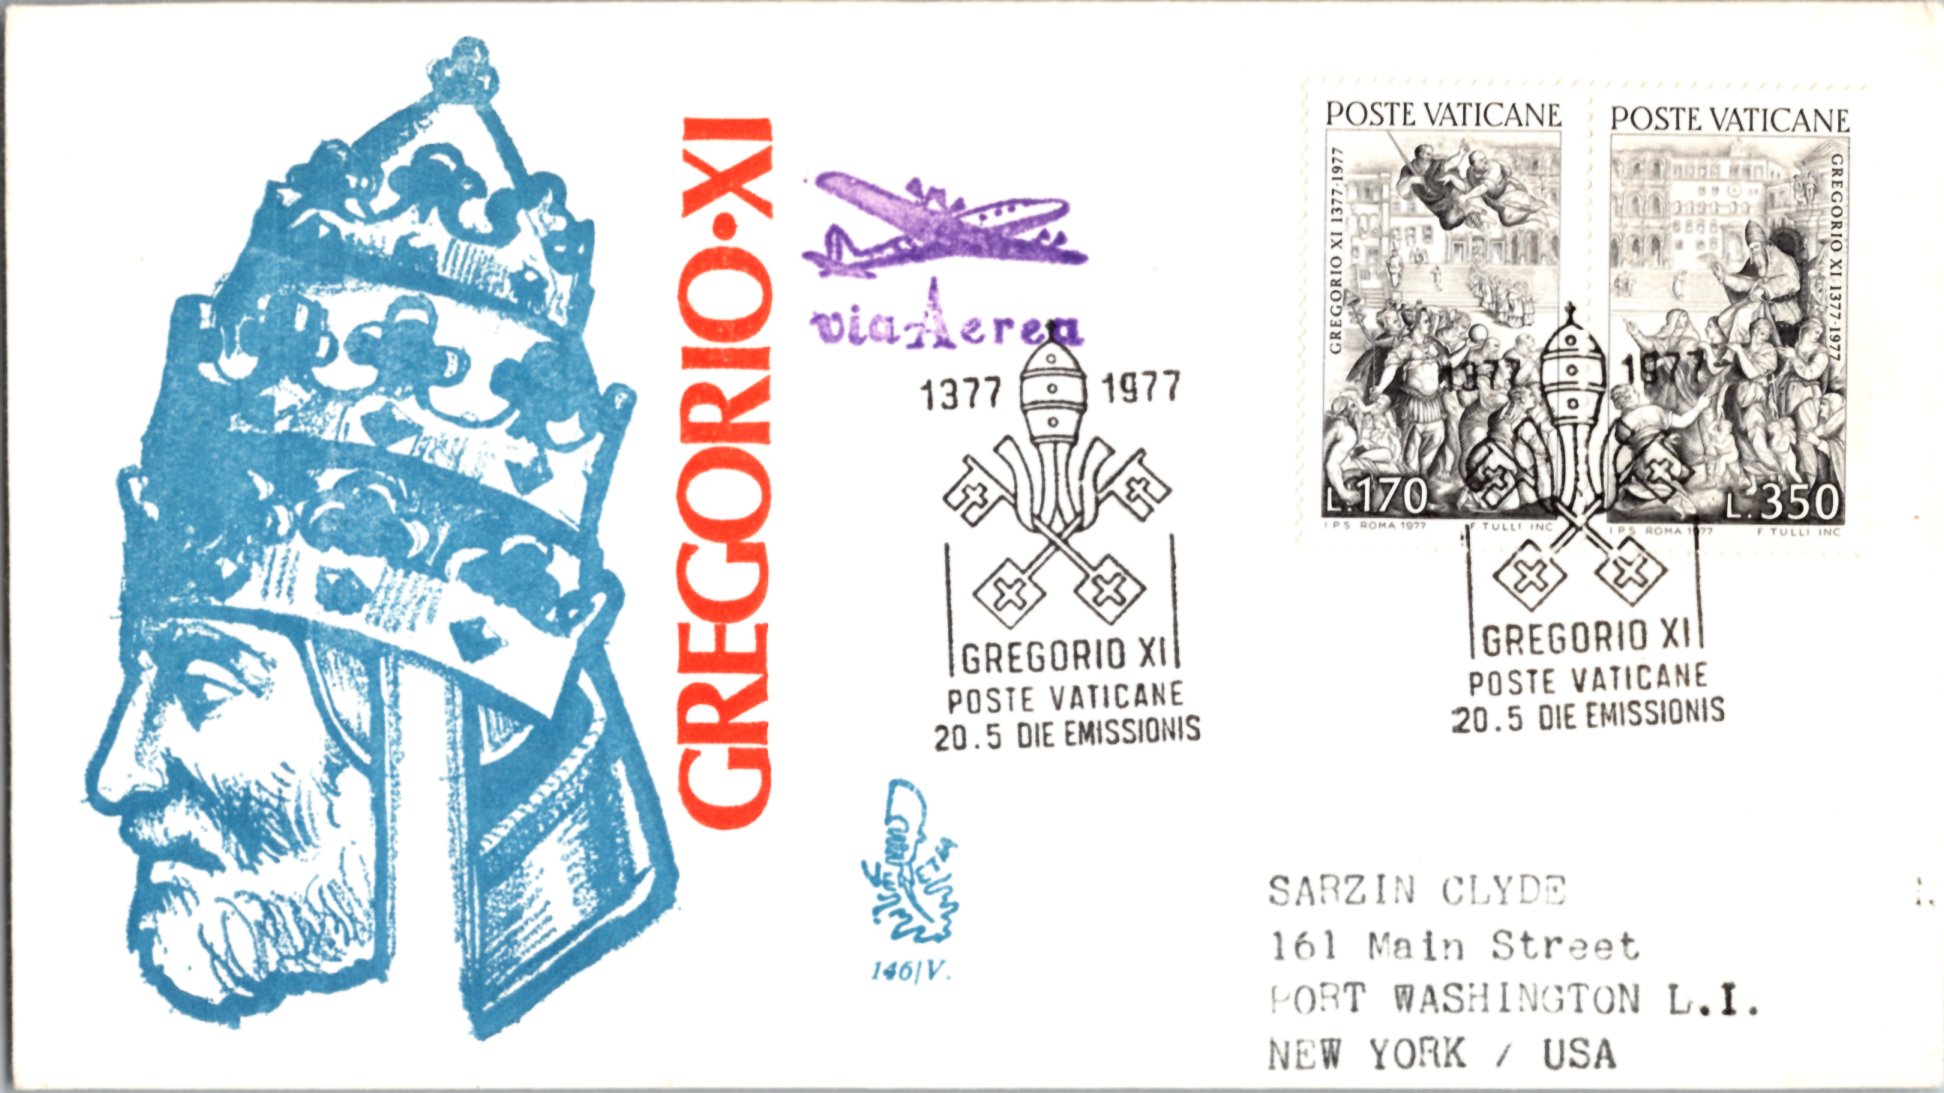 GREGORIO·XI
via Aerea
1377 1977
GREGORIO XI
POSTE VATICANE
20.5 DIE EMISSIONIS
146/V.
POSTE VATICANE
GREGORIO XI 1377-1977
L.170
I.P.S. ROMA 1977 F. TULLI INC.
POSTE VATICANE
GREGORIO XI 1377-1977
L.350
I.P.S. ROMA 1977 F. TULLI INC.
1377 1977
GREGORIO XI
POSTE VATICANE
20.5 DIE EMISSIONIS
SARZIN CLYDE
161 Main Street
PORT WASHINGTON L.I.
NEW YORK / USA